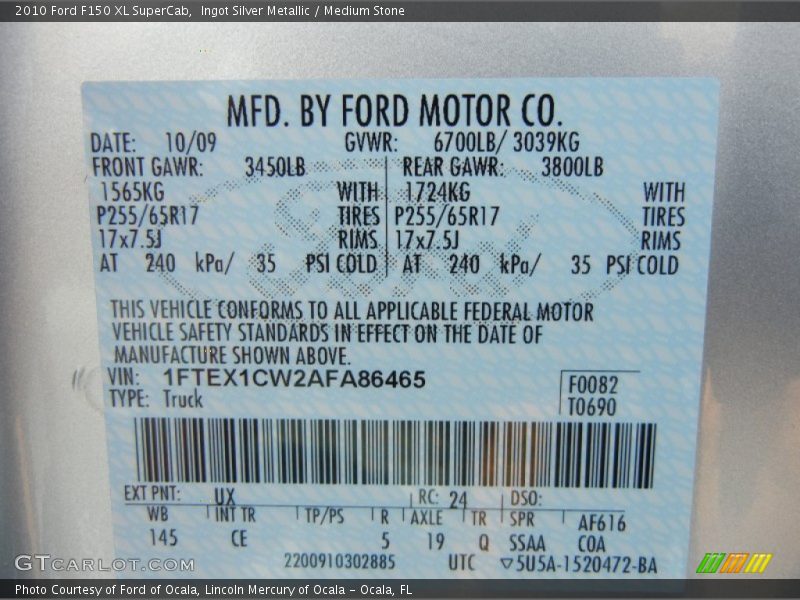 2010 Ford F150 XL SuperCab,  Ingot Silver Metallic / Medium Stone
MFD. BY FORD MOTOR CO.
DATE: 10/09 GVWR: 6700LB/ 3039KG
FRONT GAWR: 3450LB REAR GAWR: 3800LB
1565KG WITH 1724KG WITH
P255/65R17 TIRES P255/65R17 TIRES
17x7.5J RIMS 17x7.5J RIMS
AT 240 kPa/ 35 PSI COLD AT 240 kPa/ 35 PSI COLD
THIS VEHICLE CONFORMS TO ALL APPLICABLE FEDERAL MOTOR
VEHICLE SAFETY STANDARDS IN EFFECT ON THE DATE OF
MANUFACTURE SHOWN ABOVE.
VIN: 1FTEX1CW2AFA86465 F0082
TYPE: Truck T0690
EXT PNT: UX RC: 24 DSO:
WB INT TR TP/PS R AXLE TR SPR AF616
145 CE 5 19 Q SSAA COA
2200910302885 UTC ▽5U5A-1520472-BA
GTCARLOT.COM
Photo Courtesy of Ford of Ocala, Lincoln Mercury of Ocala - Ocala, FL